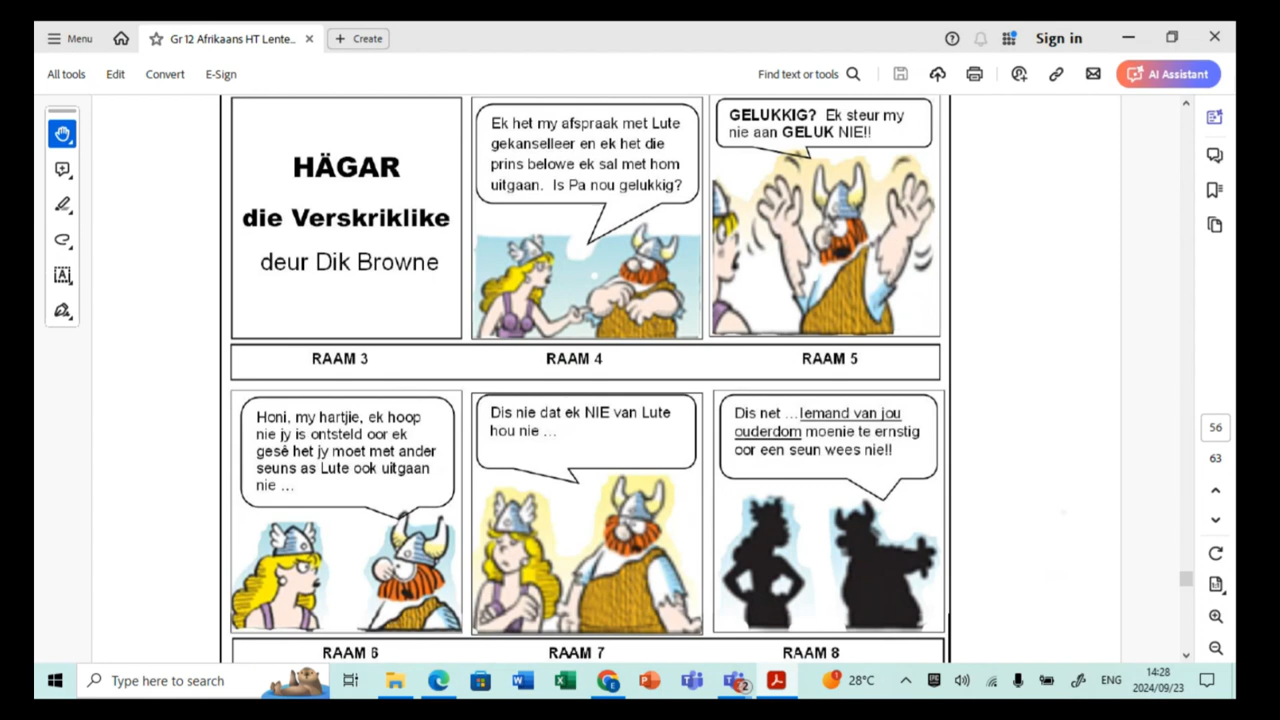 Menu
Gr 12 Afrikaans HT Lente...
Create
Sign in
All tools
Edit
Convert
E-Sign
Find text or tools
AI Assistant
HÄGAR
die Verskriklike
deur Dik Browne
Ek het my afspraak met Lute
gekanselleer en ek het die
prins belowe ek sal met hom
uitgaan. Is Pa nou gelukkig?
GELUKKIG? Ek steur my
nie aan GELUK NIE!!
RAAM 3
RAAM 4
RAAM 5
Honi, my hartjie, ek hoop
nie jy is ontsteld oor ek
gesê het jy moet met ander
seuns as Lute ook uitgaan
nie ...
Dis nie dat ek NIE van Lute
hou nie ...
Dis net ...Iemand van jou
ouderdom moenie te ernstig
oor een seun wees nie!!
RAAM 6
RAAM 7
RAAM 8
56
63
Type here to search
28°C
ENG
14:28
2024/09/23